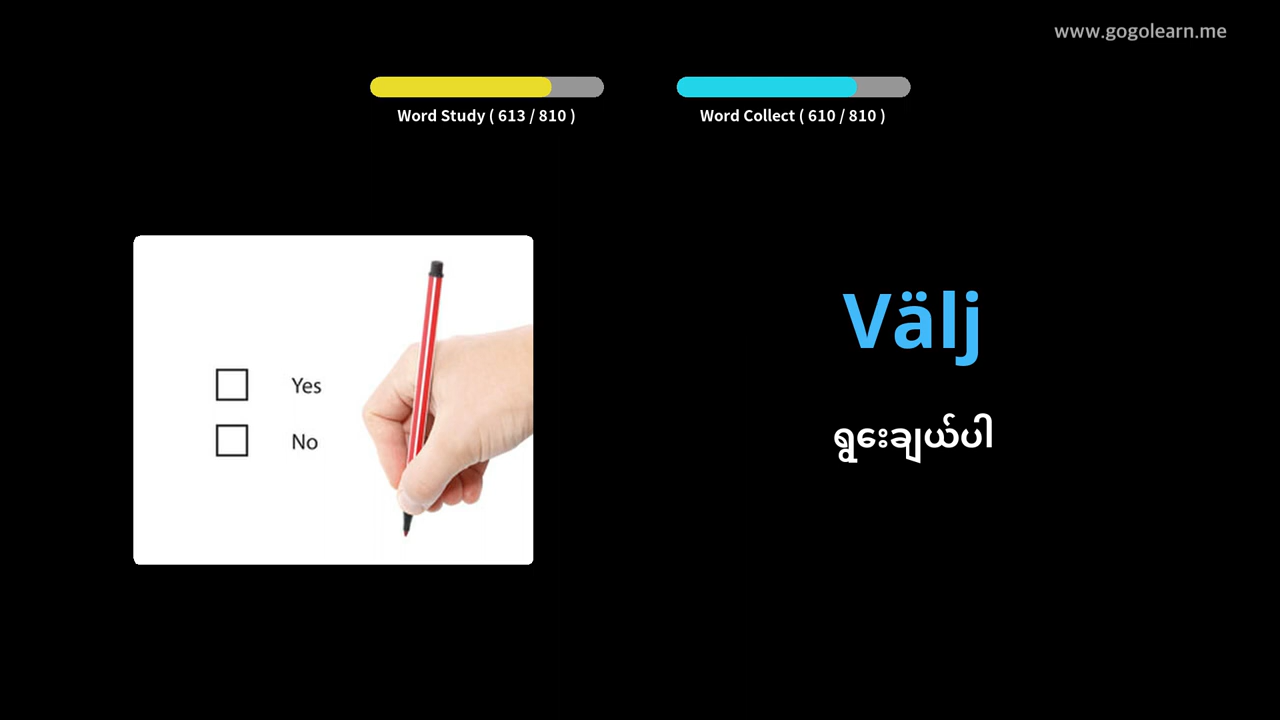 www.gogolearn.me
Word Study ( 613 / 810 )
Word Collect ( 610 / 810 )
Yes
No
Välj
ရွေးချယ်ပါ